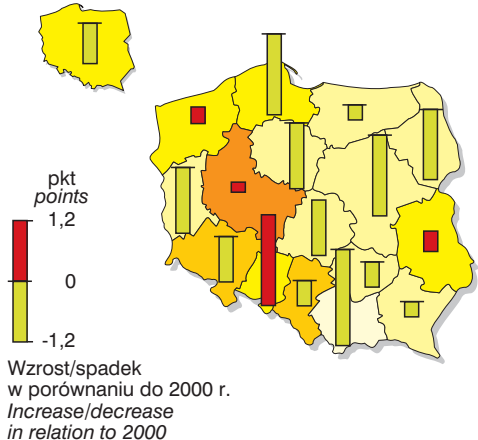 pkt
points
1,2
0
-1,2
Wzrost/spadek
w porównaniu do 2000 r.
Increase/decrease
in relation to 2000